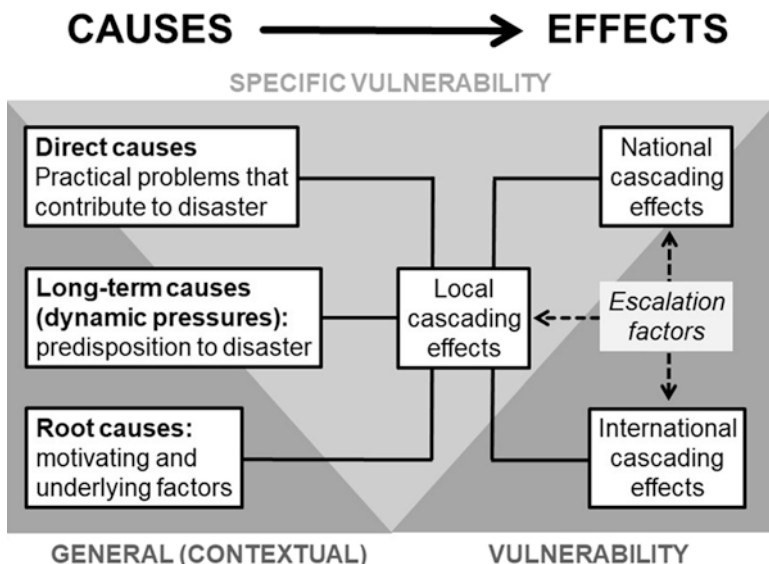 CAUSES EFFECTS
SPECIFIC VULNERABILITY
Direct causes
Practical problems that
contribute to disaster
Long-term causes
(dynamic pressures):
predisposition to disaster
Root causes:
motivating and
underlying factors
Local
cascading
effects
National
cascading
effects
Escalation
factors
International
cascading
effects
GENERAL (CONTEXTUAL) VULNERABILITY